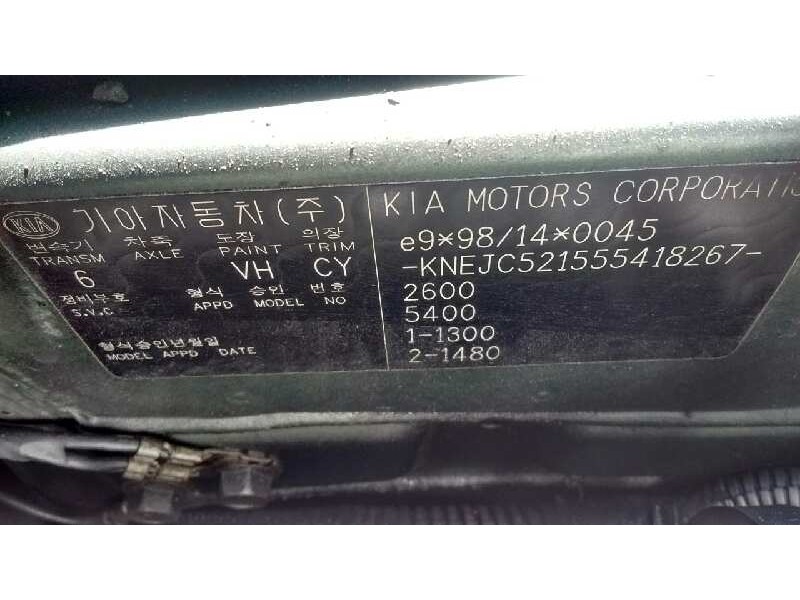 KIA 기아자동차(주)
변속기 차축 도장 의장
TRANSM AXLE PAINT TRIM
6 VH CY
정비부호 형식 승인 번호
S.V.C APPD MODEL NO
형식승인년월일
MODEL APPD DATE
KIA MOTORS CORPORATIO
e9*98/14*0045
-KNEJC521555418267-
2600
5400
1-1300
2-1480